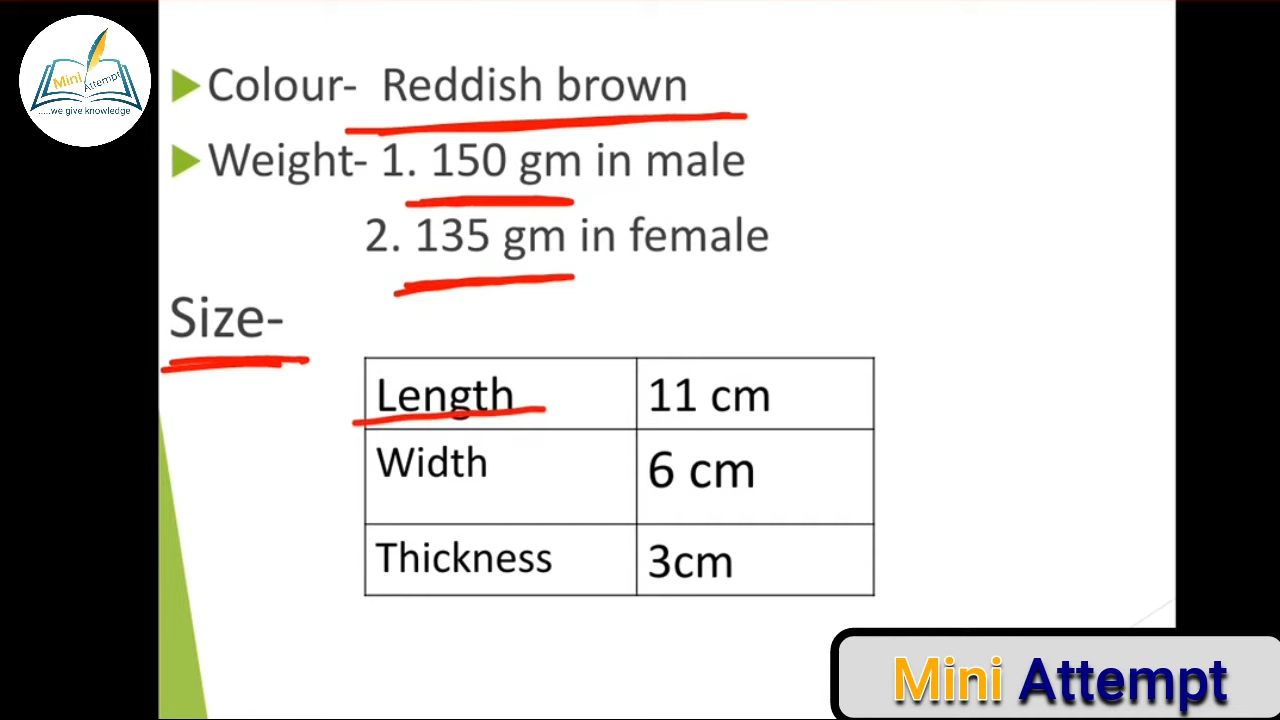 Mini
Attempt
.....we give knowledge
Colour- Reddish brown
Weight- 1. 150 gm in male
2. 135 gm in female
Size-
Length 11 cm
Width 6 cm
Thickness 3cm
Mini Attempt